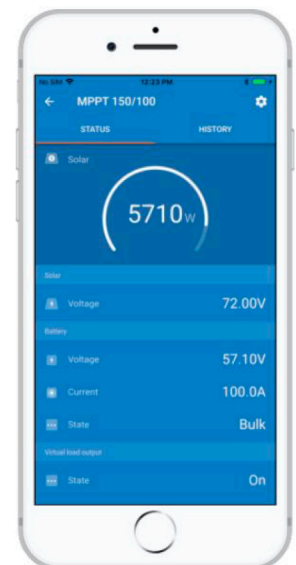 No SIM 12:23 PM
MPPT 150/100
STATUS HISTORY
Solar
5710W
Solar
Voltage 72.00V
Battery
Voltage 57.10V
Current 100.0A
State Bulk
Virtual load output
State On